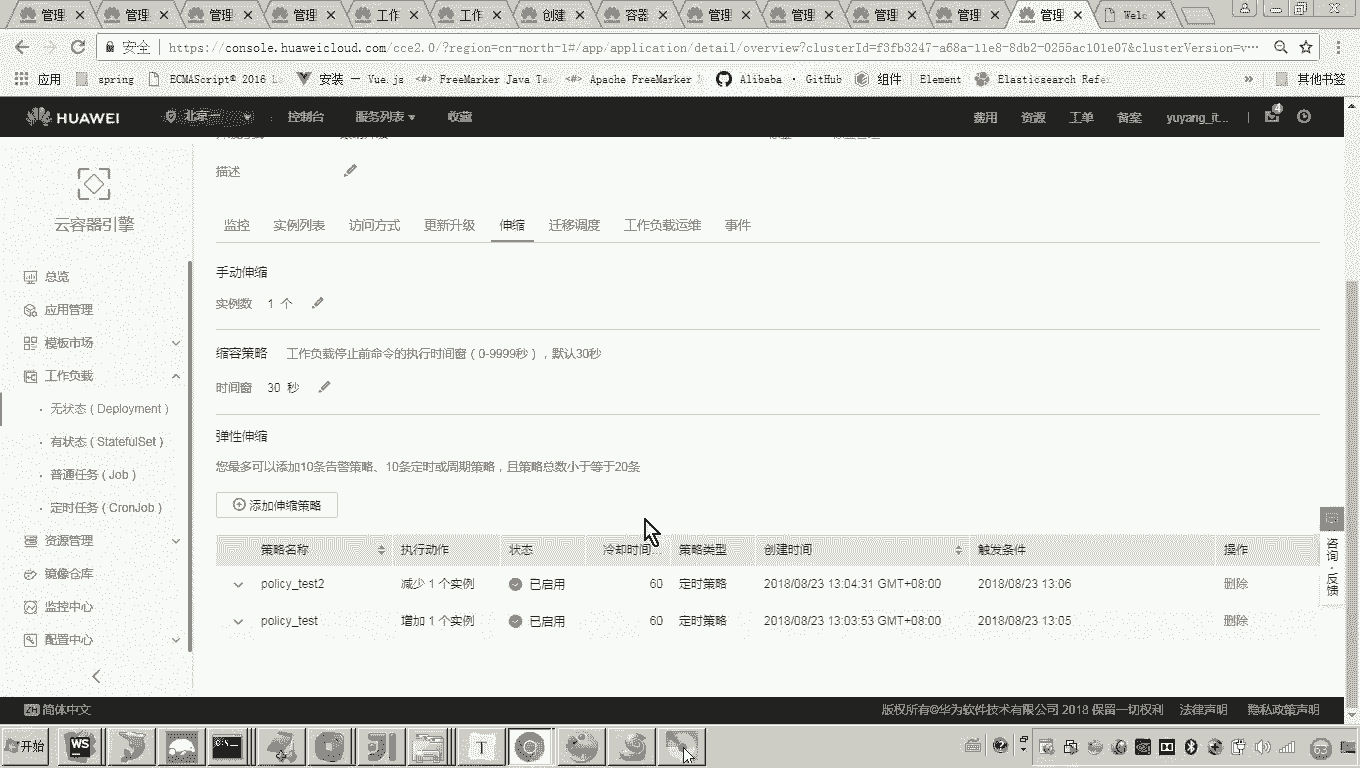 管理 管理 管理 管理 工作 工作 创建 容器 管理 管理 管理 管理 管理 Welc
安全 https://console.huaweicloud.com/cce2.0/?region=cn-north-1#/app/application/detail/overview?clusterId=f3fb3247-a68a-11e8-8db2-0255ac101e07&clusterVersion=v…
应用 spring ECMAScript® 2016 L 安装 — Vue.js FreeMarker Java Te Apache FreeMarker Alibaba · GitHub 组件 Element Elasticsearch Refe » 其他书签
HUAWEI 北京一 控制台 服务列表 收藏 费用 资源 工单 备案 yuyang_it... 4
描述
云容器引擎
监控 实例列表 访问方式 更新升级 伸缩 迁移调度 工作负载运维 事件
总览
应用管理
模板市场
工作负载
无状态 ( Deployment )
有状态 ( StatefulSet )
普通任务 ( Job )
定时任务 ( CronJob )
资源管理
镜像仓库
监控中心
配置中心
手动伸缩
实例数 1 个
缩容策略 工作负载停止前命令的执行时间窗（0-9999秒），默认30秒
时间窗 30 秒
弹性伸缩
您最多可以添加10条告警策略、10条定时或周期策略，且策略总数小于等于20条
添加伸缩策略
策略名称 执行动作 状态 冷却时间 策略类型 创建时间 触发条件 操作
policy_test2 减少 1 个实例 已启用 60 定时策略 2018/08/23 13:04:31 GMT+08:00 2018/08/23 13:06 删除
policy_test 增加 1 个实例 已启用 60 定时策略 2018/08/23 13:03:53 GMT+08:00 2018/08/23 13:05 删除
咨询·反馈
ZH 简体中文 版权所有©华为软件技术有限公司 2018 保留一切权利 法律声明 隐私政策声明
开始 WS T